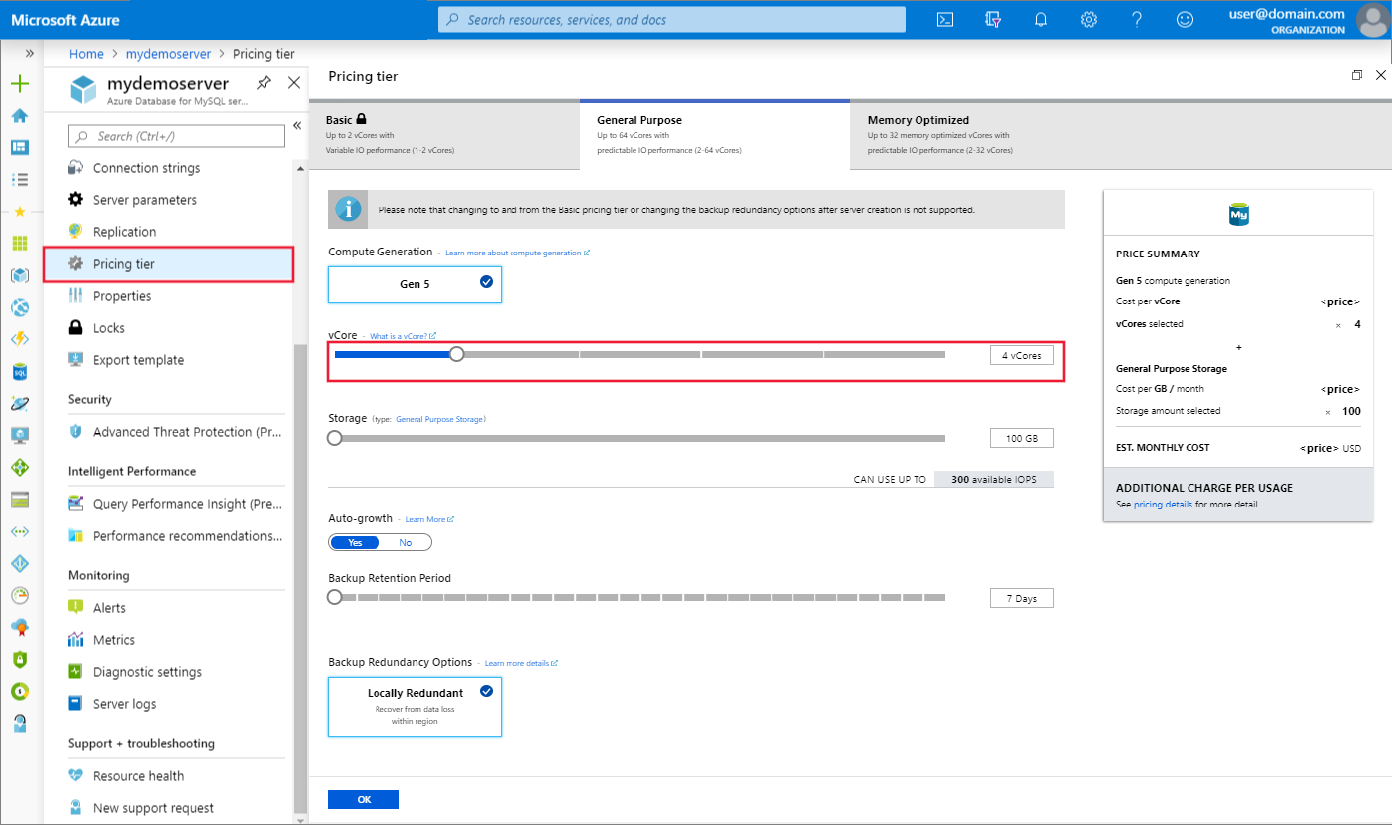 Microsoft Azure
Search resources, services, and docs
user@domain.com
ORGANIZATION
Home > mydemoserver > Pricing tier
mydemoserver
Azure Database for MySQL ser...
Search (Ctrl+/)
Connection strings
Server parameters
Replication
Pricing tier
Properties
Locks
Export template
Security
Advanced Threat Protection (Pr...
Intelligent Performance
Query Performance Insight (Pre...
Performance recommendations...
Monitoring
Alerts
Metrics
Diagnostic settings
Server logs
Support + troubleshooting
Resource health
New support request
Pricing tier
Basic
Up to 2 vCores with
Variable IO performance (1-2 vCores)
General Purpose
Up to 64 vCores with
predictable IO performance (2-64 vCores)
Memory Optimized
Up to 32 memory optimized vCores with
predictable IO performance (2-32 vCores)
Please note that changing to and from the Basic pricing tier or changing the backup redundancy options after server creation is not supported.
Compute Generation - Learn more about compute generation
Gen 5
vCore - What is a vCore?
4 vCores
Storage (type: General Purpose Storage)
100 GB
CAN USE UP TO 300 available IOPS
Auto-growth - Learn More
Yes No
Backup Retention Period
7 Days
Backup Redundancy Options - Learn more details
Locally Redundant
Recover from data loss
within region
OK
My
PRICE SUMMARY
Gen 5 compute generation
Cost per vCore <price>
vCores selected × 4
+
General Purpose Storage
Cost per GB / month <price>
Storage amount selected × 100
EST. MONTHLY COST <price> USD
ADDITIONAL CHARGE PER USAGE
See pricing details for more detail